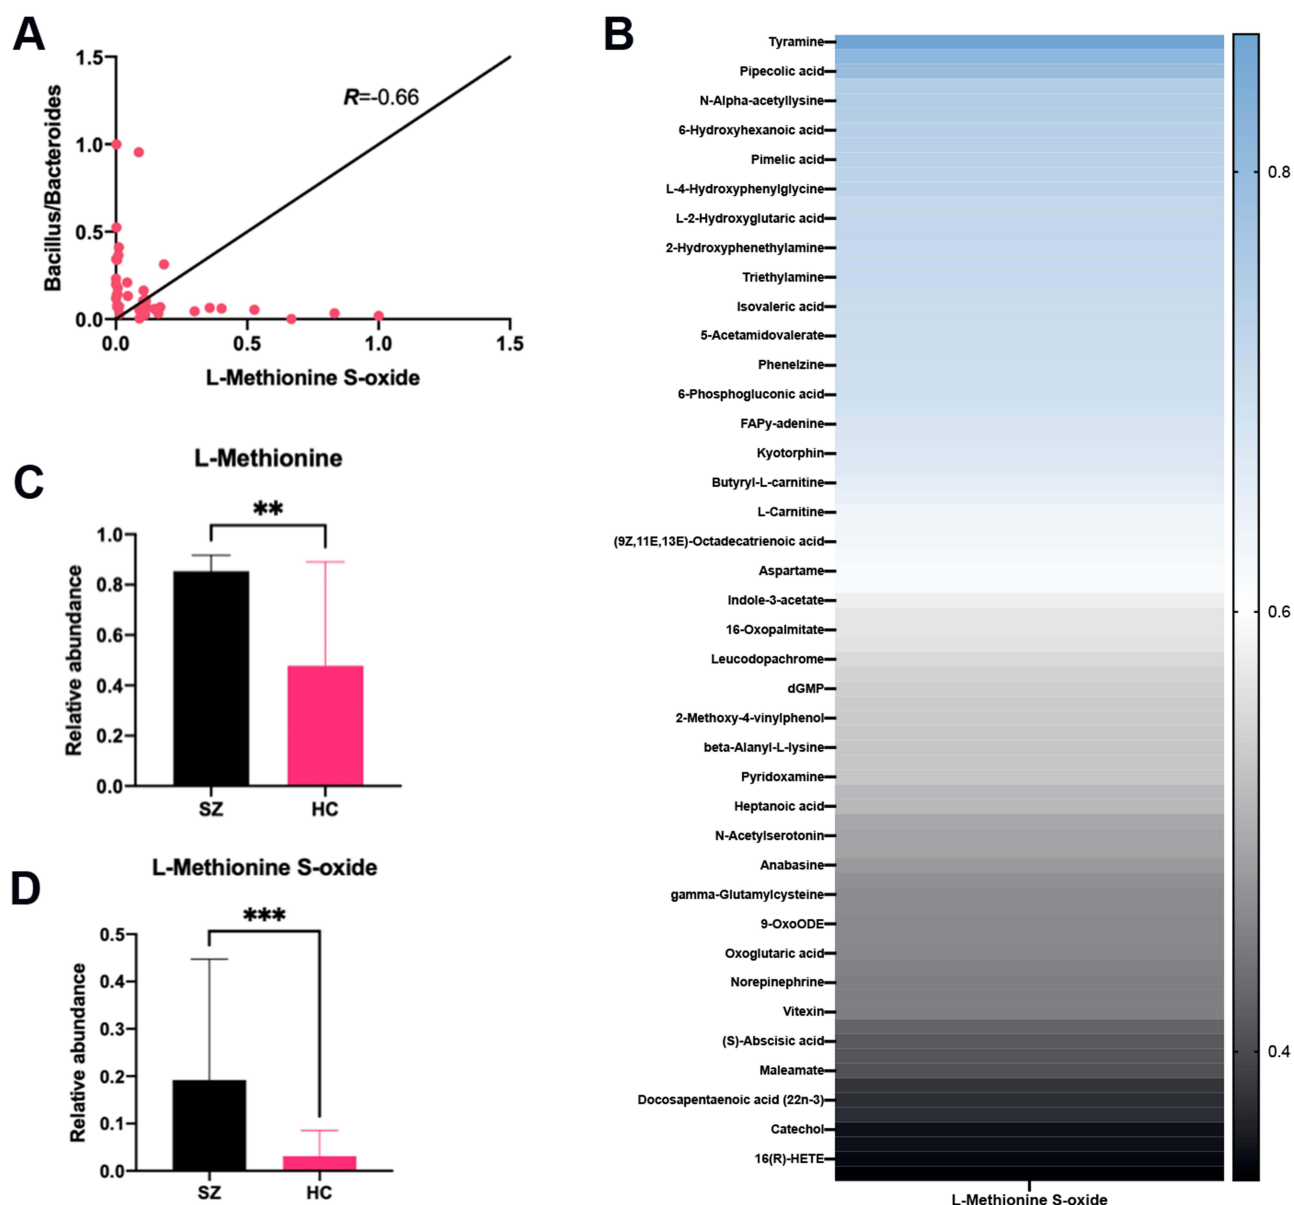 A
1.5
1.0
0.5
0.0
R=-0.66
Bacillus/Bacteroides
0.0
0.5
1.0
1.5
L-Methionine S-oxide
B
Tyramine
Pipecolic acid
N-Alpha-acetyllysine
6-Hydroxyhexanoic acid
Pimelic acid
L-4-Hydroxyphenylglycine
L-2-Hydroxyglutaric acid
2-Hydroxyphenethylamine
Triethylamine
Isovaleric acid
5-Acetamidovalerate
Phenelzine
6-Phosphogluconic acid
FAPy-adenine
Kyotorphin
Butyryl-L-carnitine
L-Carnitine
(9Z,11E,13E)-Octadecatrienoic acid
Aspartame
Indole-3-acetate
16-Oxopalmitate
Leucodopachrome
dGMP
2-Methoxy-4-vinylphenol
beta-Alanyl-L-lysine
Pyridoxamine
Heptanoic acid
N-Acetylserotonin
Anabasine
gamma-Glutamylcysteine
9-OxoODE
Oxoglutaric acid
Norepinephrine
Vitexin
(S)-Abscisic acid
Maleamate
Docosapentaenoic acid (22n-3)
Catechol
16(R)-HETE
L-Methionine S-oxide
0.8
0.6
0.4
C
L-Methionine
**
1.0
0.8
0.6
0.4
0.2
0.0
Relative abundance
SZ
HC
D
L-Methionine S-oxide
***
0.5
0.4
0.3
0.2
0.1
0.0
Relative abundance
SZ
HC